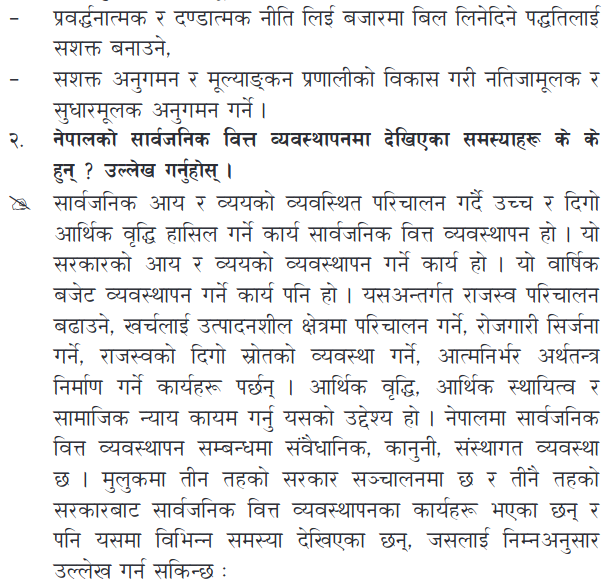 – प्रवर्द्धनात्मक र दण्डात्मक नीति लिई बजारमा बिल लिनेदिने पद्धतिलाई
सशक्त बनाउने,
– सशक्त अनुगमन र मूल्याङ्कन प्रणालीको विकास गरी नतिजामूलक र
सुधारमूलक अनुगमन गर्ने ।
२. नेपालको सार्वजनिक वित्त व्यवस्थापनमा देखिएका समस्याहरू के के
हुन् ? उल्लेख गर्नुहोस् ।
सार्वजनिक आय र व्ययको व्यवस्थित परिचालन गर्दै उच्च र दिगो
आर्थिक वृद्धि हासिल गर्ने कार्य सार्वजनिक वित्त व्यवस्थापन हो । यो
सरकारको आय र व्ययको व्यवस्थापन गर्ने कार्य हो । यो वार्षिक
बजेट व्यवस्थापन गर्ने कार्य पनि हो । यसअन्तर्गत राजस्व परिचालन
बढाउने, खर्चलाई उत्पादनशील क्षेत्रमा परिचालन गर्ने, रोजगारी सिर्जना
गर्ने, राजस्वको दिगो स्रोतको व्यवस्था गर्ने, आत्मनिर्भर अर्थतन्त्र
निर्माण गर्ने कार्यहरू पर्छन् । आर्थिक वृद्धि, आर्थिक स्थायित्व र
सामाजिक न्याय कायम गर्नु यसको उद्देश्य हो । नेपालमा सार्वजनिक
वित्त व्यवस्थापन सम्बन्धमा संवैधानिक, कानुनी, संस्थागत व्यवस्था
छ । मुलुकमा तीन तहको सरकार सञ्चालनमा छ र तीनै तहको
सरकारबाट सार्वजनिक वित्त व्यवस्थापनका कार्यहरू भएका छन् र
पनि यसमा विभिन्न समस्या देखिएका छन्, जसलाई निम्नअनुसार
उल्लेख गर्न सकिन्छ :